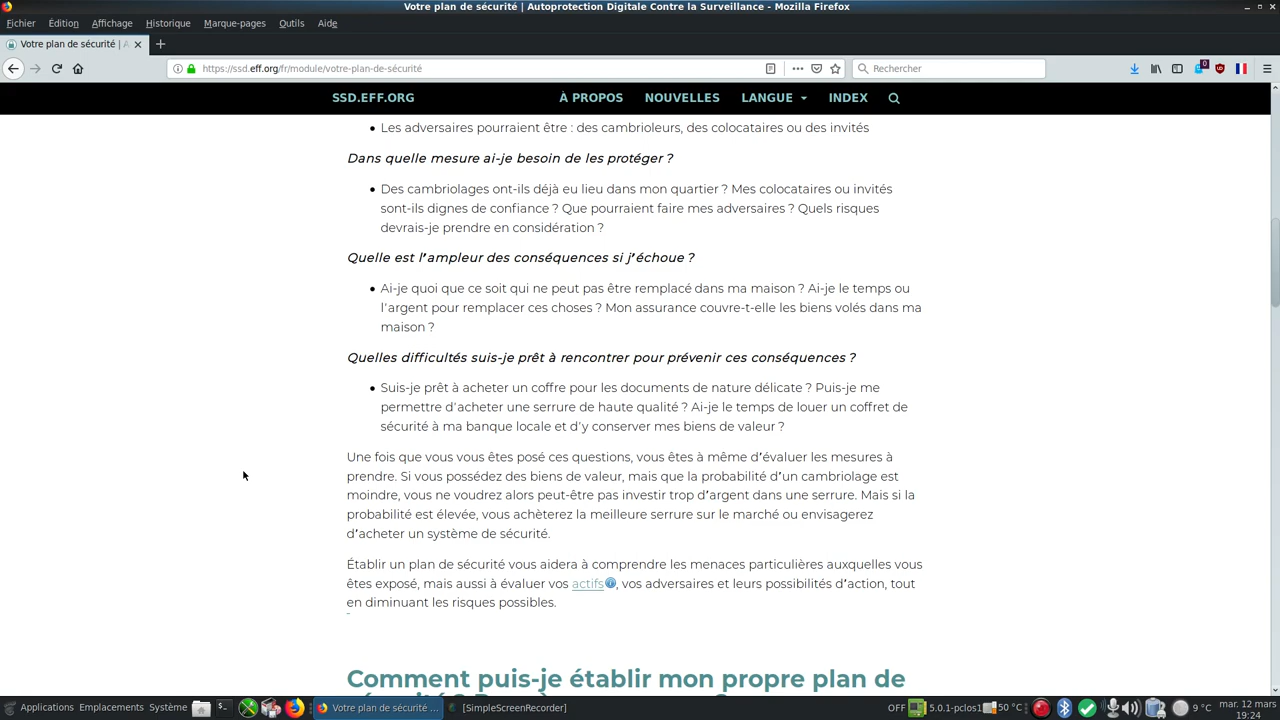 Votre plan de sécurité | Autoprotection Digitale Contre la Surveillance - Mozilla Firefox
Fichier Édition Affichage Historique Marque-pages Outils Aide
Votre plan de sécurité | A
https://ssd.eff.org/fr/module/votre-plan-de-sécurité
Rechercher
0
SSD.EFF.ORG À PROPOS NOUVELLES LANGUE INDEX
• Les adversaires pourraient être : des cambrioleurs, des colocataires ou des invités
Dans quelle mesure ai-je besoin de les protéger ?
• Des cambriolages ont-ils déjà eu lieu dans mon quartier ? Mes colocataires ou invités
sont-ils dignes de confiance ? Que pourraient faire mes adversaires ? Quels risques
devrais-je prendre en considération ?
Quelle est l’ampleur des conséquences si j’échoue ?
• Ai-je quoi que ce soit qui ne peut pas être remplacé dans ma maison ? Ai-je le temps ou
l’argent pour remplacer ces choses ? Mon assurance couvre-t-elle les biens volés dans ma
maison ?
Quelles difficultés suis-je prêt à rencontrer pour prévenir ces conséquences ?
• Suis-je prêt à acheter un coffre pour les documents de nature délicate ? Puis-je me
permettre d’acheter une serrure de haute qualité ? Ai-je le temps de louer un coffret de
sécurité à ma banque locale et d’y conserver mes biens de valeur ?
Une fois que vous vous êtes posé ces questions, vous êtes à même d’évaluer les mesures à
prendre. Si vous possédez des biens de valeur, mais que la probabilité d’un cambriolage est
moindre, vous ne voudrez alors peut-être pas investir trop d’argent dans une serrure. Mais si la
probabilité est élevée, vous achèterez la meilleure serrure sur le marché ou envisagerez
d’acheter un système de sécurité.
Établir un plan de sécurité vous aidera à comprendre les menaces particulières auxquelles vous
êtes exposé, mais aussi à évaluer vos actifs, vos adversaires et leurs possibilités d’action, tout
en diminuant les risques possibles.
Comment puis-je établir mon propre plan de
Applications Emplacements Système Votre plan de sécurité ... [SimpleScreenRecorder] OFF 5.0.1-pclos1 50 °C 9 °C mar. 12 mars
19:24